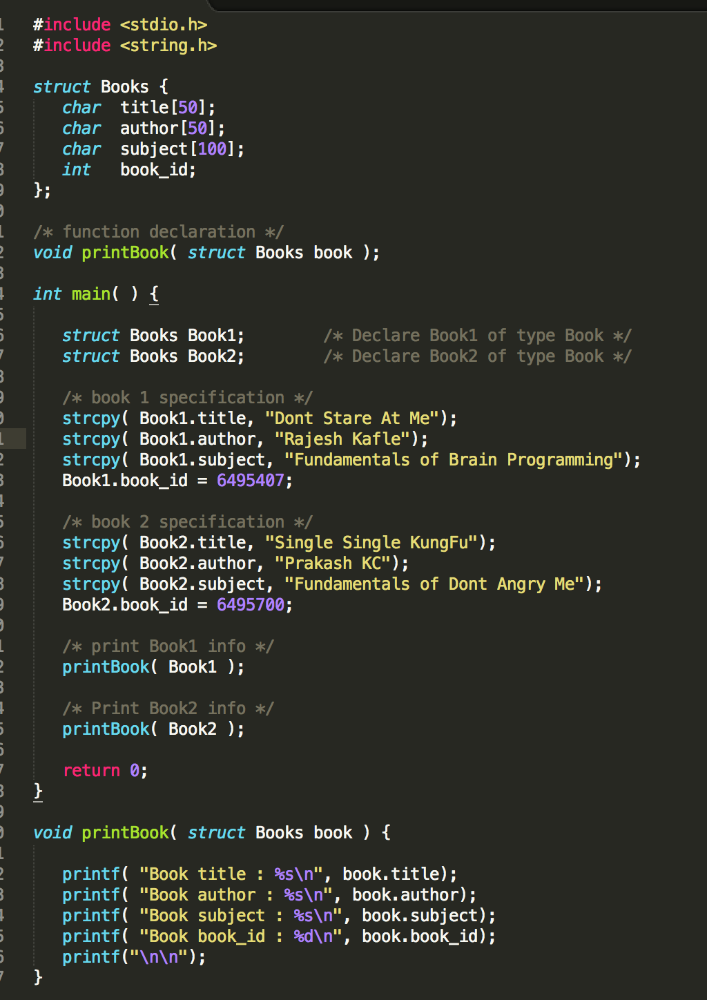 #include <stdio.h>
#include <string.h>
struct Books {
char  title[50];
char  author[50];
char  subject[100];
int   book_id;
};
/* function declaration */
void printBook( struct Books book );
int main( ) {
struct Books Book1;        /* Declare Book1 of type Book */
struct Books Book2;        /* Declare Book2 of type Book */
/* book 1 specification */
strcpy( Book1.title, "Dont Stare At Me");
strcpy( Book1.author, "Rajesh Kafle");
strcpy( Book1.subject, "Fundamentals of Brain Programming");
Book1.book_id = 6495407;
/* book 2 specification */
strcpy( Book2.title, "Single Single KungFu");
strcpy( Book2.author, "Prakash KC");
strcpy( Book2.subject, "Fundamentals of Dont Angry Me");
Book2.book_id = 6495700;
/* print Book1 info */
printBook( Book1 );
/* Print Book2 info */
printBook( Book2 );
return 0;
}
void printBook( struct Books book ) {
printf( "Book title : %s\n", book.title);
printf( "Book author : %s\n", book.author);
printf( "Book subject : %s\n", book.subject);
printf( "Book book_id : %d\n", book.book_id);
printf("\n\n");
}